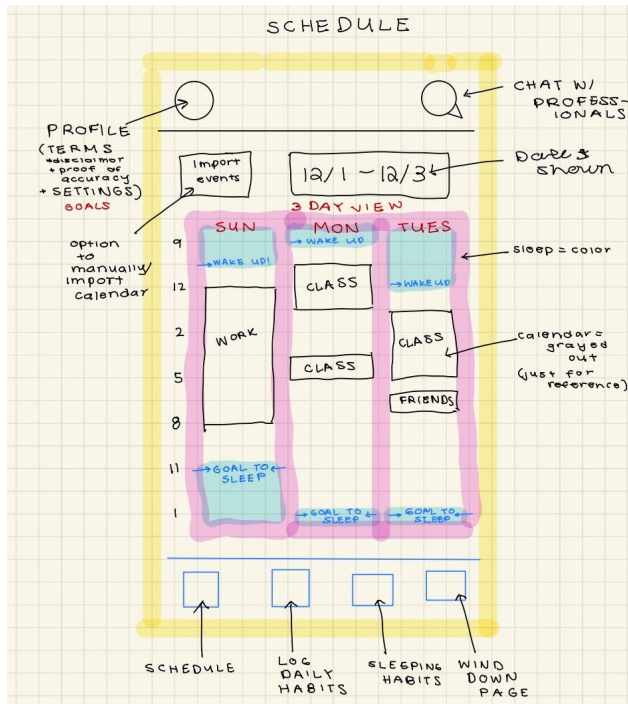 SCHEDULE
CHAT W/
PROFESS-
IONALS
PROFILE
(TERMS
+disclaimor
+ proof of
accuracy
+ SETTINGS)
GOALS
Import
events
12/1 - 12/3
Dates
shown
3 DAY VIEW
SUN
MON
TUES
option
to
manually/
import
calendar
9
12
2
5
8
11
1
→WAKE UP!
WORK
→GOAL TO←
SLEEP
→WAKE UP
CLASS
CLASS
→GOAL TO←
SLEEP
→WAKE UP
CLASS
FRIENDS
→GOAL TO←
SLEEP
sleep = color
calendar=
grayed
out
(just for
reference)
SCHEDULE
LOG
DAILY
HABITS
SLEEPING
HABITS
WIND
DOWN
PAGE